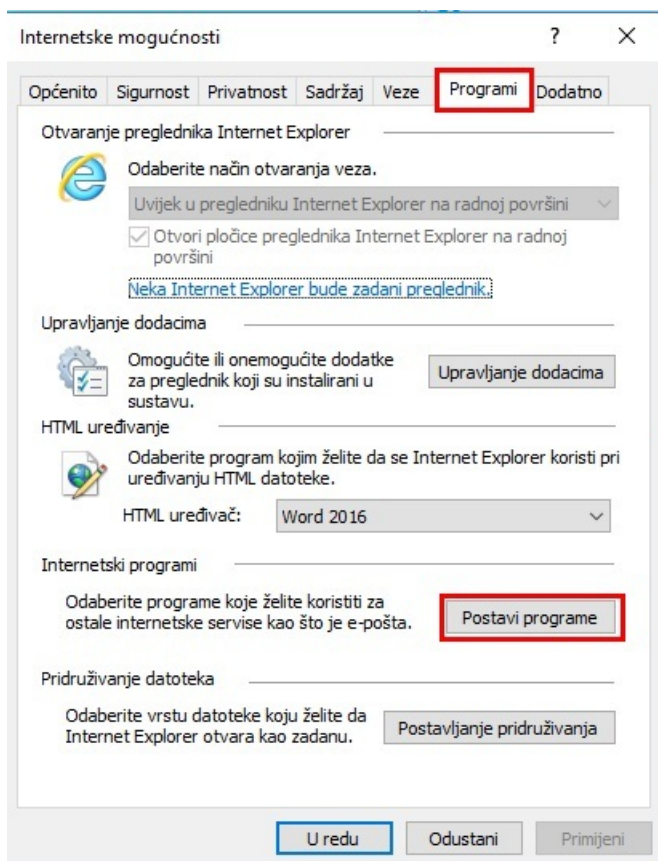 Internetske mogućnosti ? ×
Općenito Sigurnost Privatnost Sadržaj Veze Programi Dodatno
Otvaranje preglednika Internet Explorer
Odaberite način otvaranja veza.
Uvijek u pregledniku Internet Explorer na radnoj površini
Otvori pločice preglednika Internet Explorer na radnoj
površini
Neka Internet Explorer bude zadani preglednik.
Upravljanje dodacima
Omogućite ili onemogućite dodatke
za preglednik koji su instalirani u
sustavu.
Upravljanje dodacima
HTML uređivanje
Odaberite program kojim želite da se Internet Explorer koristi pri
uređivanju HTML datoteke.
HTML uređivač: Word 2016
Internetski programi
Odaberite programe koje želite koristiti za
ostale internetske servise kao što je e-pošta.
Postavi programe
Pridruživanje datoteka
Odaberite vrstu datoteke koju želite da
Internet Explorer otvara kao zadanu.
Postavljanje pridruživanja
U redu Odustani Primijeni